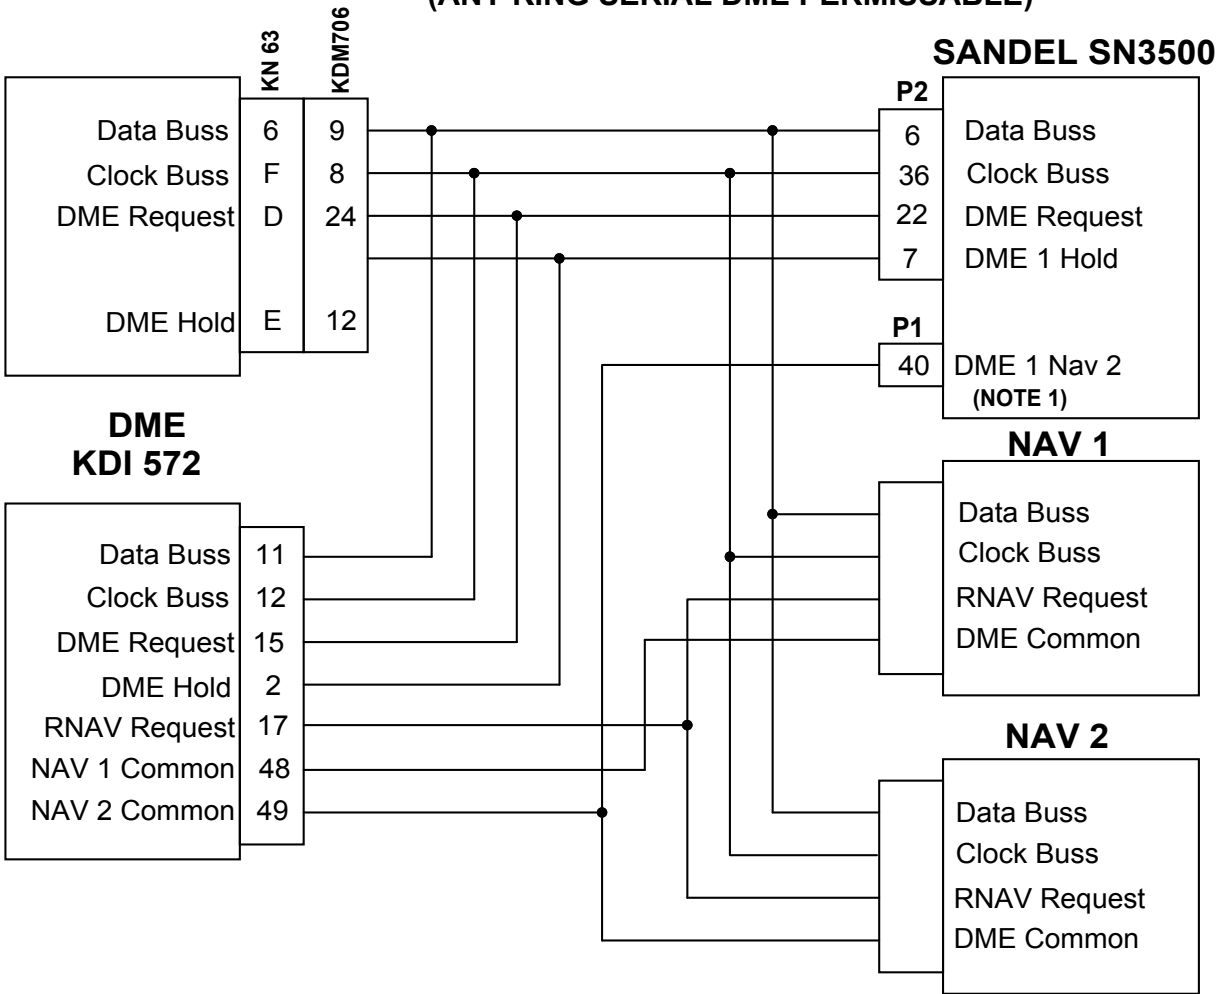 (ANY KING SERIAL DME PERMISSABLE)
KN 63
KDM706
SANDEL SN3500
P2
Data Buss 6 9 6 Data Buss
Clock Buss F 8 36 Clock Buss
DME Request D 24 22 DME Request
7 DME 1 Hold
DME Hold E 12
P1
40 DME 1 Nav 2
(NOTE 1)
DME
KDI 572
NAV 1
Data Buss 11
Clock Buss 12
DME Request 15
DME Hold 2
RNAV Request 17
NAV 1 Common 48
NAV 2 Common 49
Data Buss
Clock Buss
RNAV Request
DME Common
NAV 2
Data Buss
Clock Buss
RNAV Request
DME Common